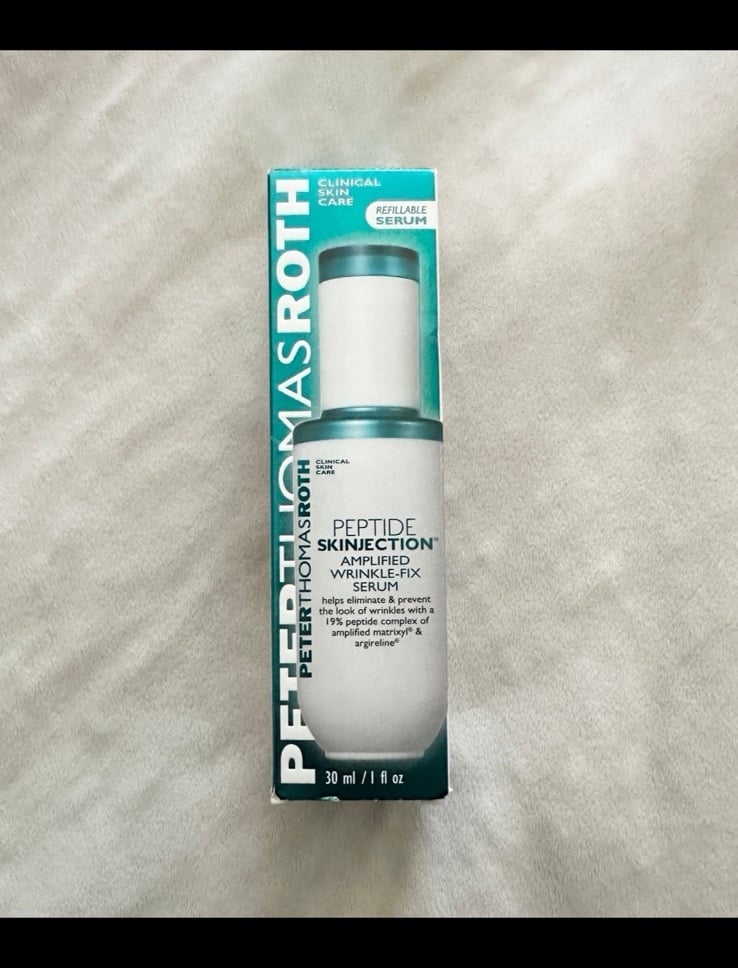 PETERTHOMASROTH
CLINICAL
SKIN
CARE
REFILLABLE
SERUM
PETERTHOMASROTH
CLINICAL
SKIN
CARE
PEPTIDE
SKINJECTION™
AMPLIFIED
WRINKLE-FIX
SERUM
helps eliminate & prevent
the look of wrinkles with a
19% peptide complex of
amplified matrixyl® &
argireline®
30 ml / 1 fl oz